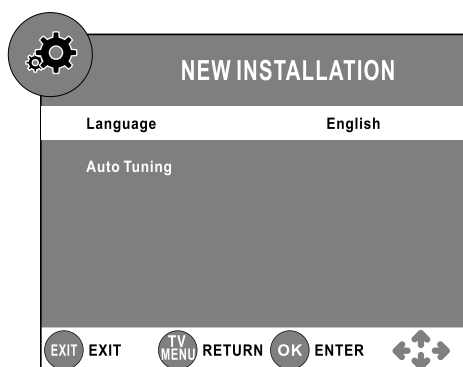 NEW INSTALLATION
Language English
Auto Tuning
EXIT EXIT TV MENU RETURN OK ENTER